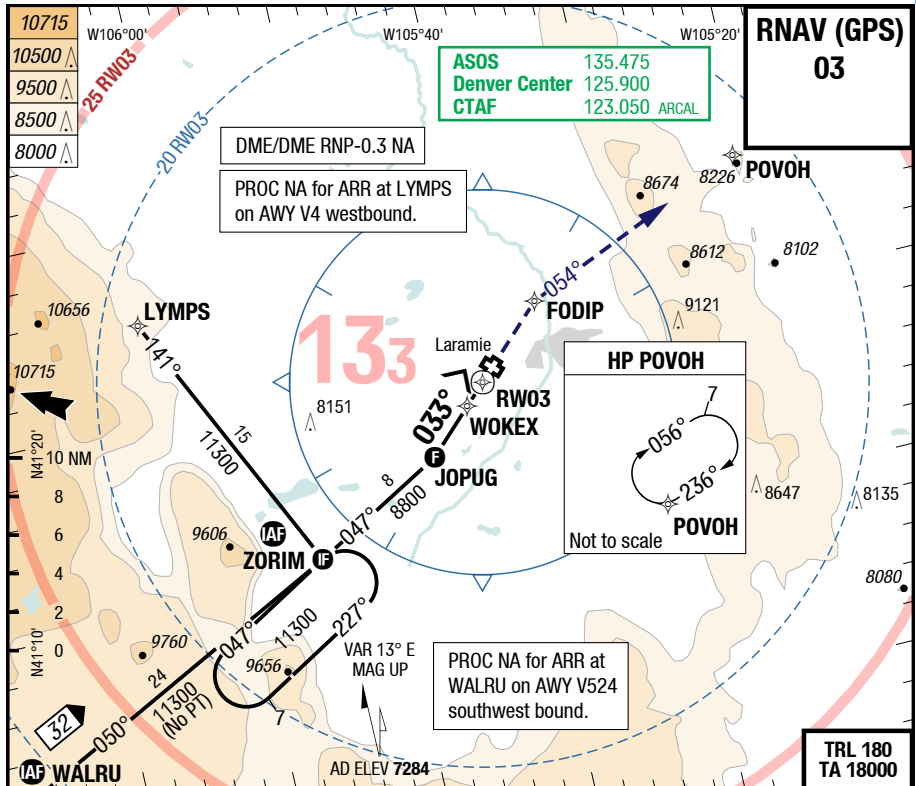 10715
10500
9500
8500
8000
W106°00'
W105°40'
W105°20'
RNAV (GPS)
03
ASOS 135.475
Denver Center 125.900
CTAF 123.050 ARCAL
25 RW03
20 RW03
DME/DME RNP-0.3 NA
PROC NA for ARR at LYMPS
on AWY V4 westbound.
8226
POVOH
8674
8612
8102
9121
054°
FODIP
10656
LYMPS
141°
10715
13 3
Laramie
RW03
WOKEX
033°
8151
15
11300
F
JOPUG
8
8800
047°
HP POVOH
7
056°
236°
POVOH
Not to scale
8647
8135
8080
N41°20'
10 NM
8
6
4
2
0
N41°10'
9606
IAF
ZORIM
IF
047°
11300
227°
9760
9656
7
24
11300
(No PT)
050°
32
IAF WALRU
VAR 13° E
MAG UP
PROC NA for ARR at
WALRU on AWY V524
southwest bound.
AD ELEV 7284
TRL 180
TA 18000